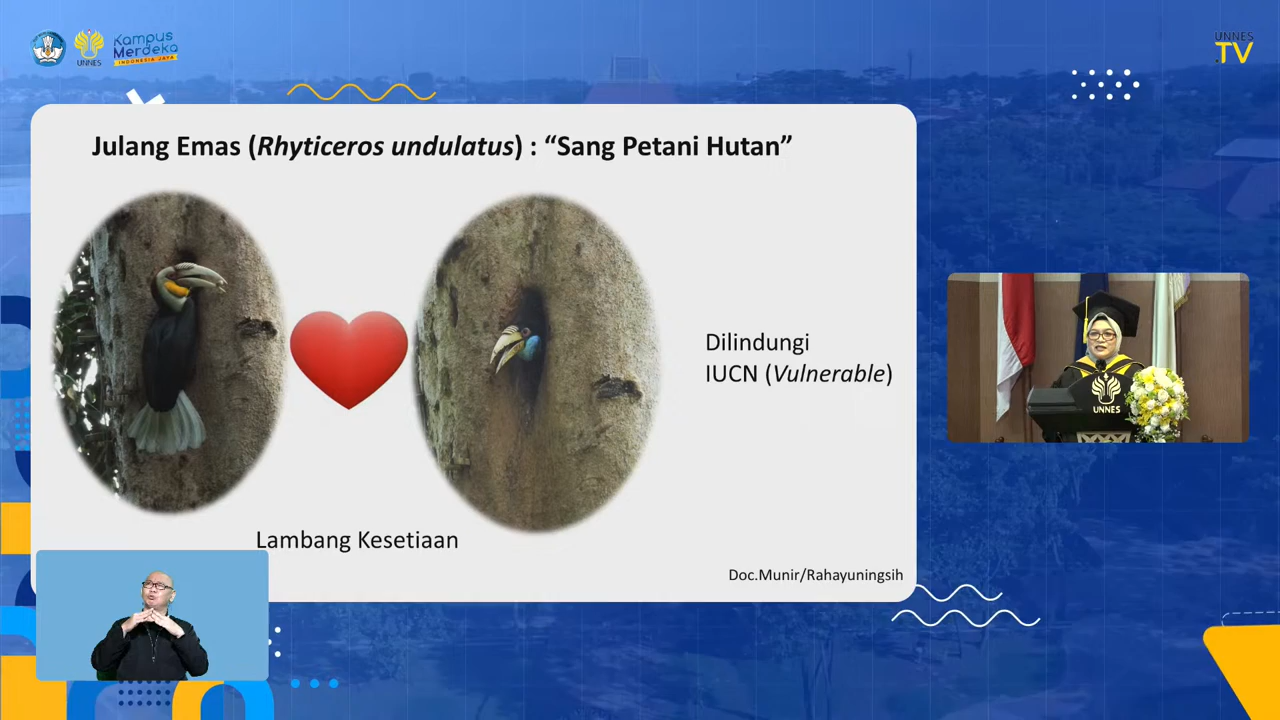 UNNES
Kampus
Merdeka
INDONESIA JAYA
UNNES
TV
Julang Emas (Rhyticeros undulatus) : “Sang Petani Hutan”
Dilindungi
IUCN (Vulnerable)
UNNES
Lambang Kesetiaan
Doc.Munir/Rahayuningsih